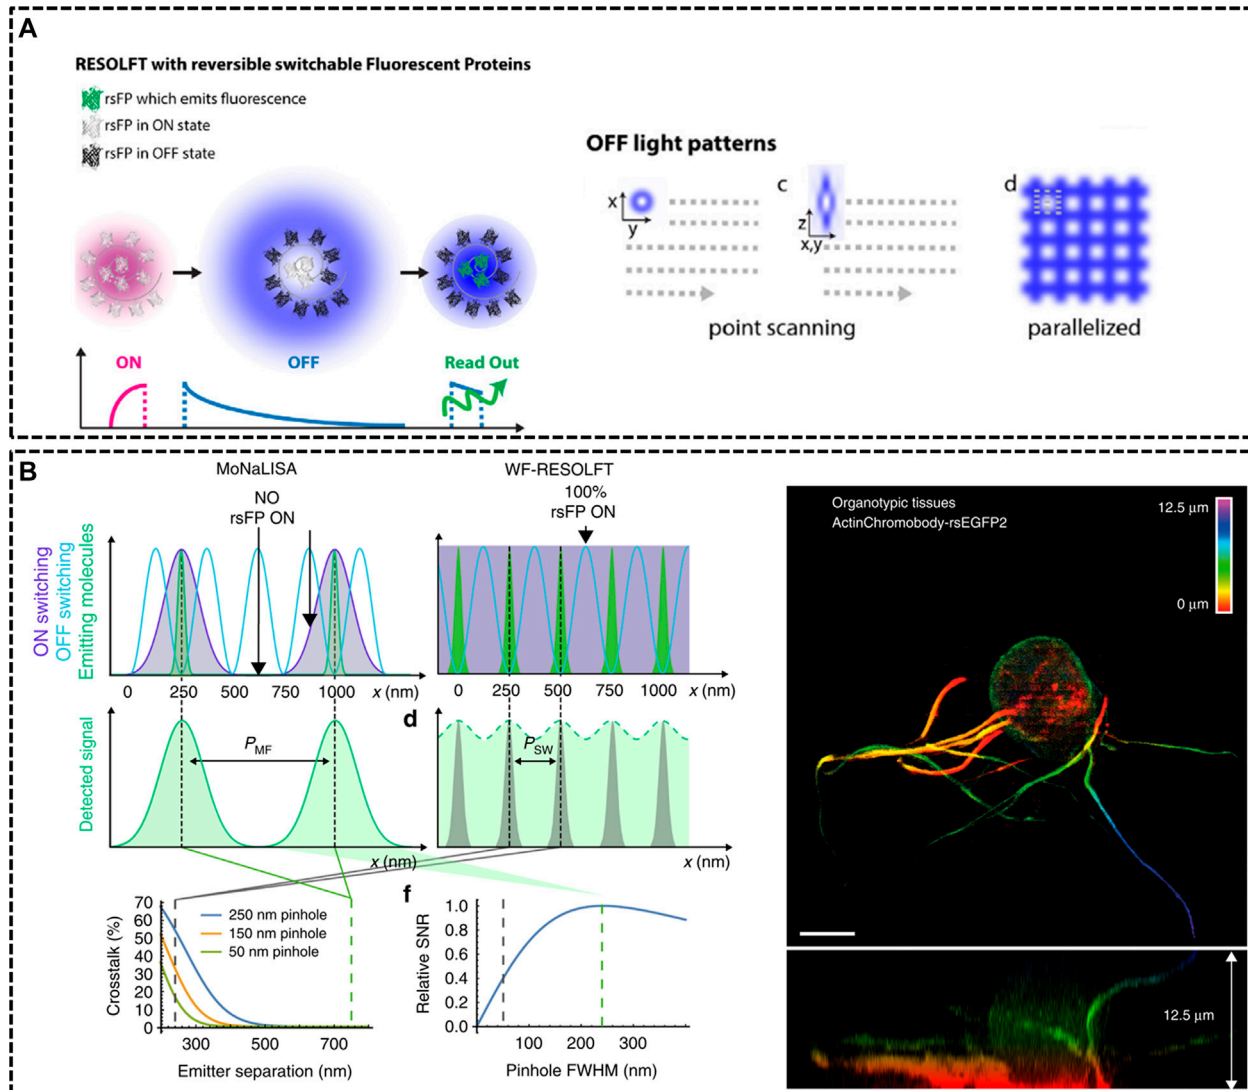 A
RESOLFT with reversible switchable Fluorescent Proteins
rsFP which emits fluorescence
rsFP in ON state
rsFP in OFF state
ON
OFF
Read Out
OFF light patterns
x
y
c
z
x,y
d
point scanning
parallelized
B
MoNaLISA
NO
rsFP ON
ON switching
OFF switching
Emitting molecules
0 250 500 750 1000 x (nm)
WF-RESOLFT
100%
rsFP ON
0 250 500 750 1000 x (nm)
Detected signal
PMF
x (nm)
d
PSW
x (nm)
Crosstalk (%)
70
60
50
40
30
20
10
0
250 nm pinhole
150 nm pinhole
50 nm pinhole
300 500 700
Emitter separation (nm)
f
Relative SNR
1.0
0.8
0.6
0.4
0.2
0.0
100 200 300
Pinhole FWHM (nm)
Organotypic tissues
ActinChromobody-rsEGFP2
12.5 µm
0 µm
12.5 µm